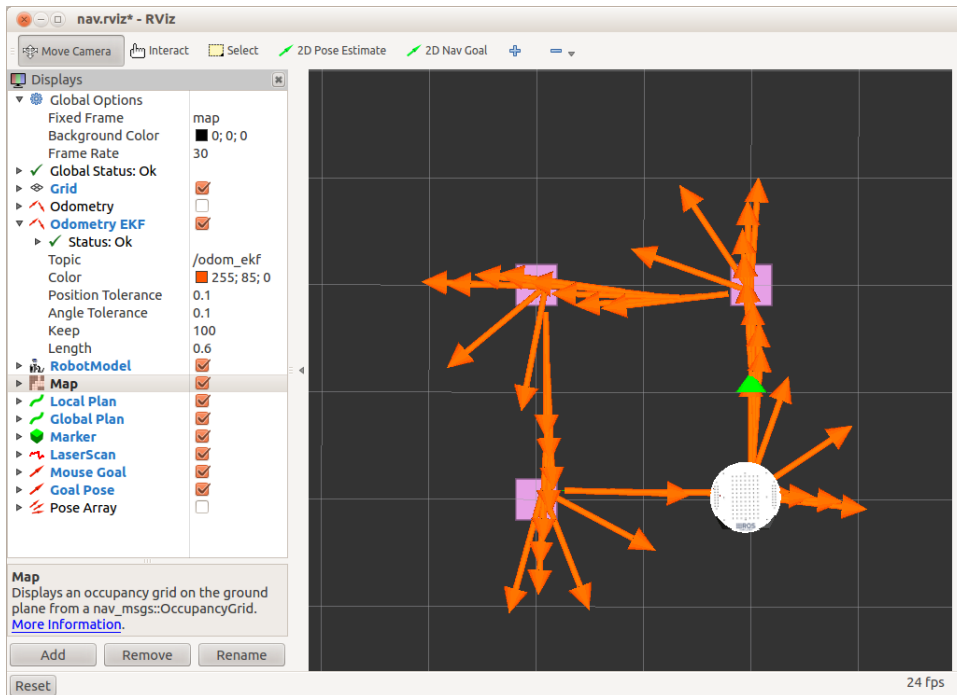 nav.rviz* - RViz
Move Camera Interact Select 2D Pose Estimate 2D Nav Goal
Displays
Global Options
Fixed Frame map
Background Color 0; 0; 0
Frame Rate 30
Global Status: Ok
Grid
Odometry
Odometry EKF
Status: Ok
Topic /odom_ekf
Color 255; 85; 0
Position Tolerance 0.1
Angle Tolerance 0.1
Keep 100
Length 0.6
RobotModel
Map
Local Plan
Global Plan
Marker
LaserScan
Mouse Goal
Goal Pose
Pose Array
Map
Displays an occupancy grid on the ground
plane from a nav_msgs::OccupancyGrid.
More Information.
Add Remove Rename
Reset 24 fps